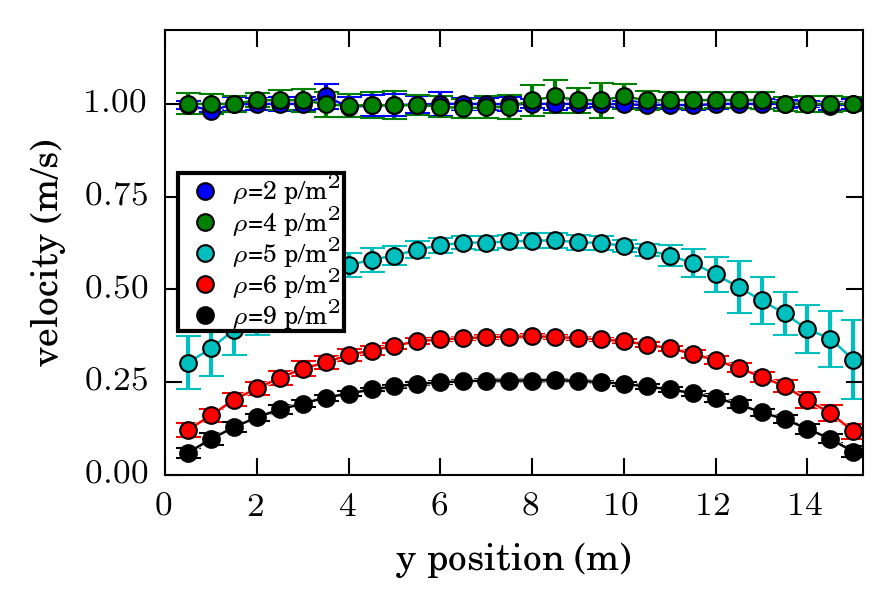 1.00
0.75
0.50
0.25
0.00
velocity (m/s)
ρ=2 p/m²
ρ=4 p/m²
ρ=5 p/m²
ρ=6 p/m²
ρ=9 p/m²
0 2 4 6 8 10 12 14
y position (m)